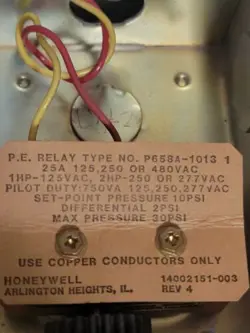 P.E. RELAY TYPE NO. P658A-1013 1
25A 125,250 OR 480VAC
1HP-125VAC, 2HP-250 OR 277VAC
PILOT DUTY:750VA 125,250,277VAC
SET-POINT PRESSURE 10PSI
DIFFERENTIAL 2PSI
MAX PRESSURE 30PSI
USE COPPER CONDUCTORS ONLY
HONEYWELL 14002151-003
ARLINGTON HEIGHTS, IL. REV 4